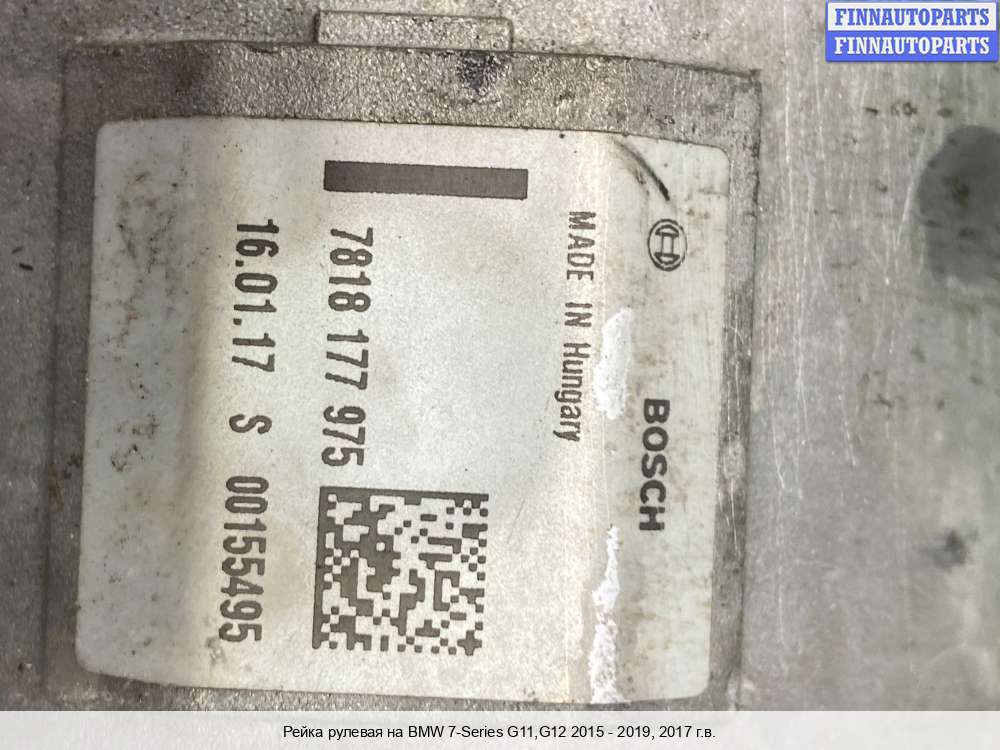 FINNAUTOPARTS
FINNAUTOPARTS
BOSCH
MADE IN Hungary
7818 177 975
16.01.17 S 00155495
Рейка рулевая на BMW 7-Series G11,G12 2015 - 2019, 2017 г.в.